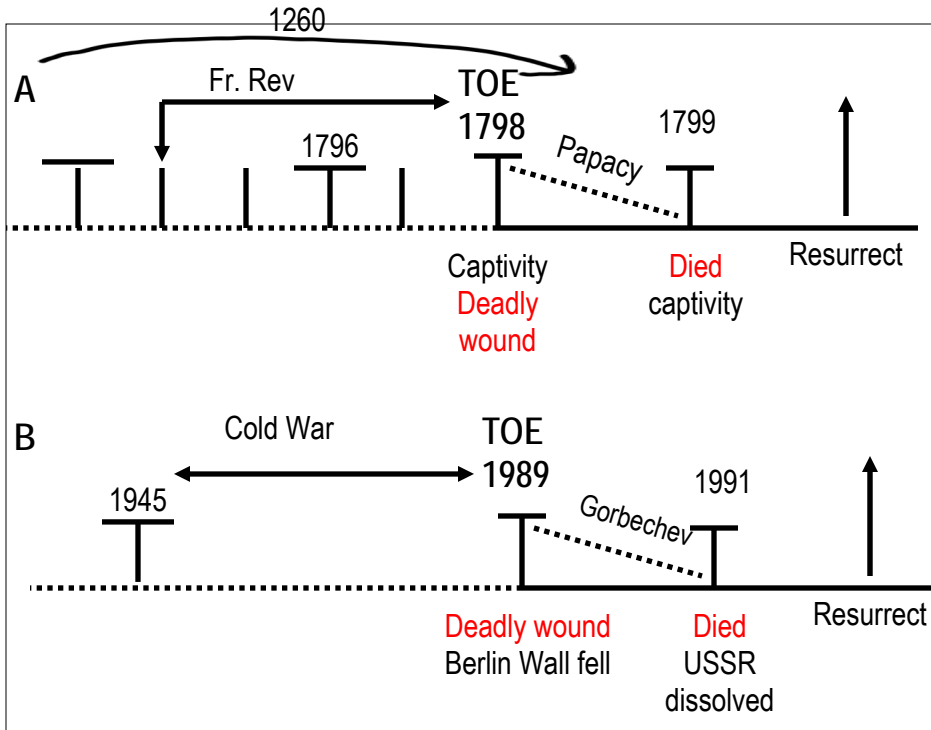 1260
A
Fr. Rev
TOE
1798
1796
1799
Papacy
Captivity
Deadly
wound
Died
captivity
Resurrect
B
Cold War
TOE
1989
1945
1991
Gorbechev
Deadly wound
Berlin Wall fell
Died
USSR
dissolved
Resurrect